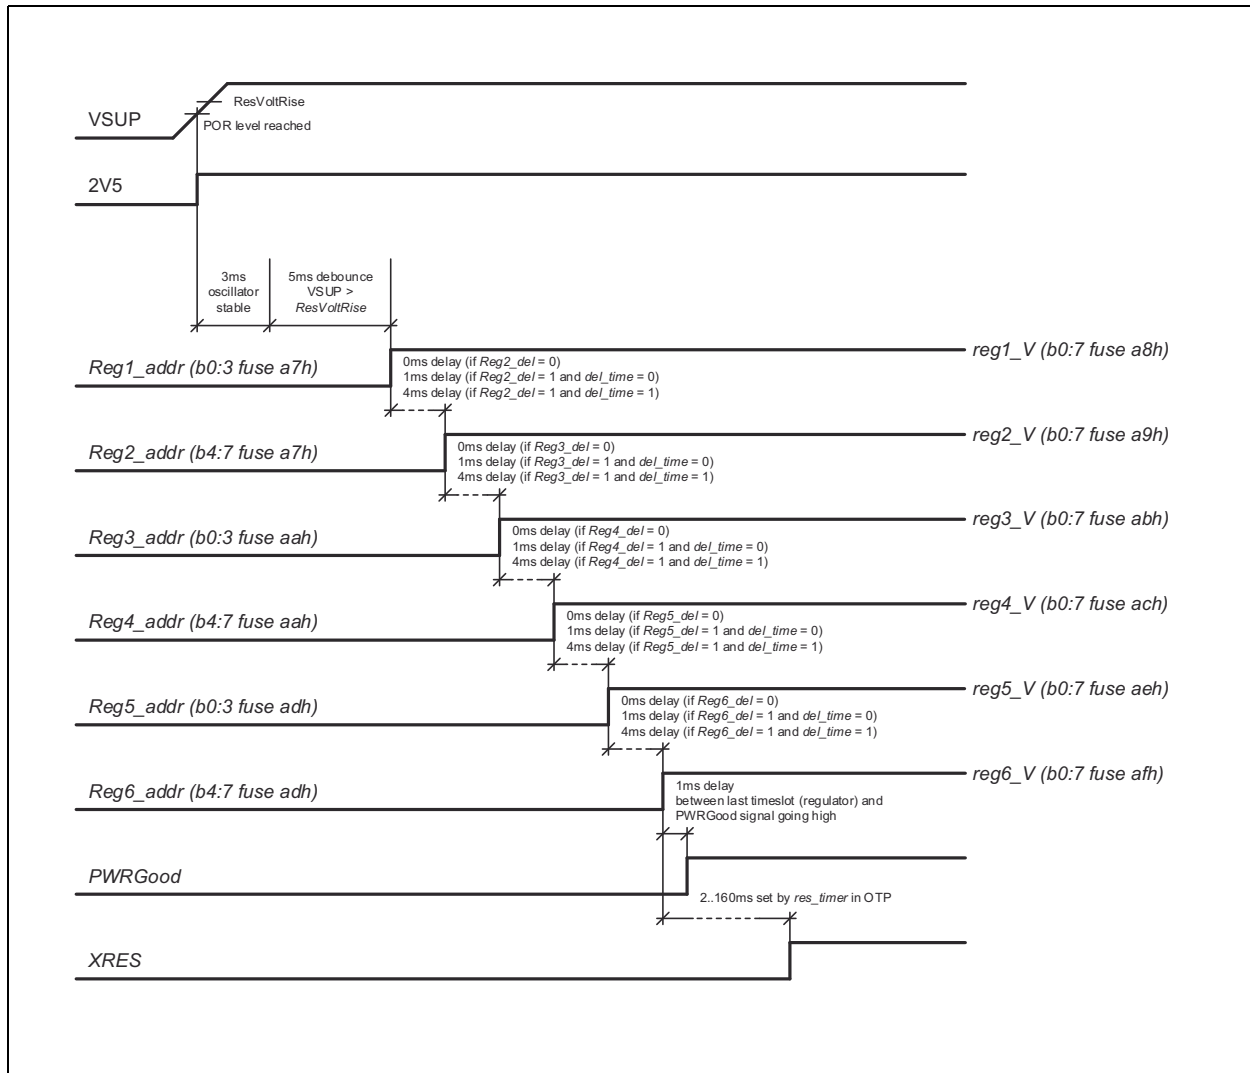 ResVoltRise
VSUP
POR level reached
2V5
3ms
oscillator
stable
5ms debounce
VSUP >
ResVoltRise
Reg1_addr (b0:3 fuse a7h)
reg1_V (b0:7 fuse a8h)
0ms delay (if Reg2_del = 0)
1ms delay (if Reg2_del = 1 and del_time = 0)
4ms delay (if Reg2_del = 1 and del_time = 1)
Reg2_addr (b4:7 fuse a7h)
reg2_V (b0:7 fuse a9h)
0ms delay (if Reg3_del = 0)
1ms delay (if Reg3_del = 1 and del_time = 0)
4ms delay (if Reg3_del = 1 and del_time = 1)
Reg3_addr (b0:3 fuse aah)
reg3_V (b0:7 fuse abh)
0ms delay (if Reg4_del = 0)
1ms delay (if Reg4_del = 1 and del_time = 0)
4ms delay (if Reg4_del = 1 and del_time = 1)
Reg4_addr (b4:7 fuse aah)
reg4_V (b0:7 fuse ach)
0ms delay (if Reg5_del = 0)
1ms delay (if Reg5_del = 1 and del_time = 0)
4ms delay (if Reg5_del = 1 and del_time = 1)
Reg5_addr (b0:3 fuse adh)
reg5_V (b0:7 fuse aeh)
0ms delay (if Reg6_del = 0)
1ms delay (if Reg6_del = 1 and del_time = 0)
4ms delay (if Reg6_del = 1 and del_time = 1)
Reg6_addr (b4:7 fuse adh)
reg6_V (b0:7 fuse afh)
1ms delay
between last timeslot (regulator) and
PWRGood signal going high
PWRGood
2..160ms set by res_timer in OTP
XRES